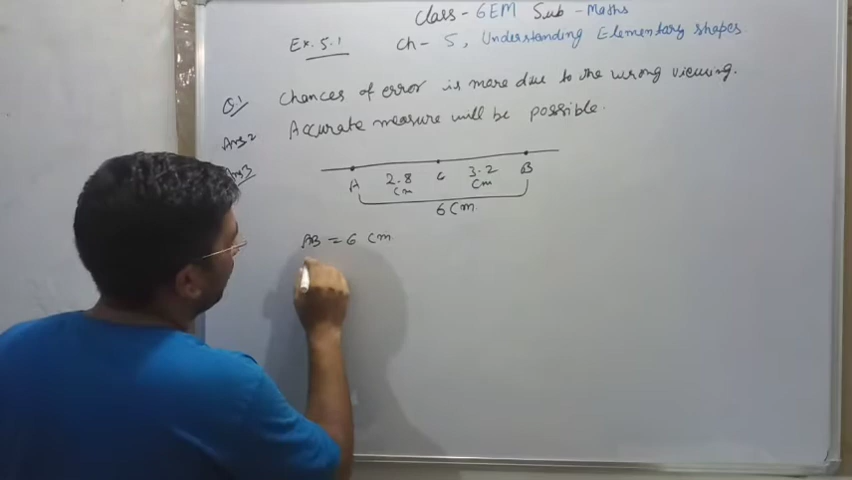 Class - 6EM Sub - Maths
Ex. 5.1 Ch - 5, Understanding Elementary shapes
Q.1 Chances of error is more due to the wrong viewing.
Ans 2 Accurate measure will be possible.
Ans 3
A 2.8 cm C 3.2 cm B
6 Cm
AB = 6 Cm